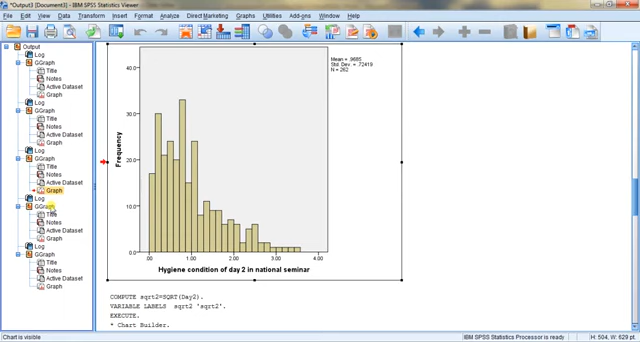 *Output3 [Document3] - IBM SPSS Statistics Viewer
File Edit View Data Transform Insert Format Analyze Direct Marketing Graphs Utilities Add-ons Window Help
Output
Log
GGraph
Title
Notes
Active Dataset
Graph
Log
GGraph
Title
Notes
Active Dataset
Graph
Log
GGraph
Title
Notes
Active Dataset
Graph
Log
GGraph
Title
Notes
Active Dataset
Graph
Log
GGraph
Title
Notes
Active Dataset
Graph
Mean = .9685
Std. Dev. = .72419
N = 262
40.0
30.0
20.0
10.0
0.0
Frequency
.00 1.00 2.00 3.00 4.00
Hygiene condition of day 2 in national seminar
COMPUTE sqrt2=SQRT(Day2).
VARIABLE LABELS sqrt2 'sqrt2'.
EXECUTE.
* Chart Builder.
Chart is visible
IBM SPSS Statistics Processor is ready
H: 504, W: 629 pt.